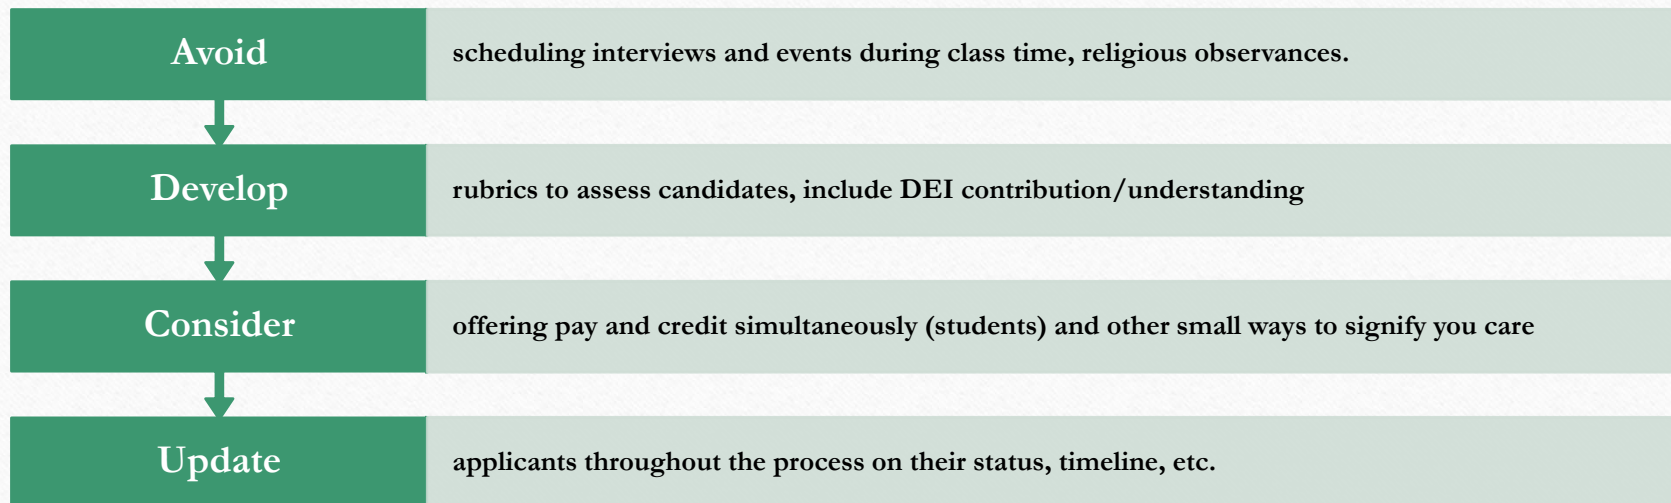 Avoid
scheduling interviews and events during class time, religious observances.
Develop
rubrics to assess candidates, include DEI contribution/understanding
Consider
offering pay and credit simultaneously (students) and other small ways to signify you care
Update
applicants throughout the process on their status, timeline, etc.